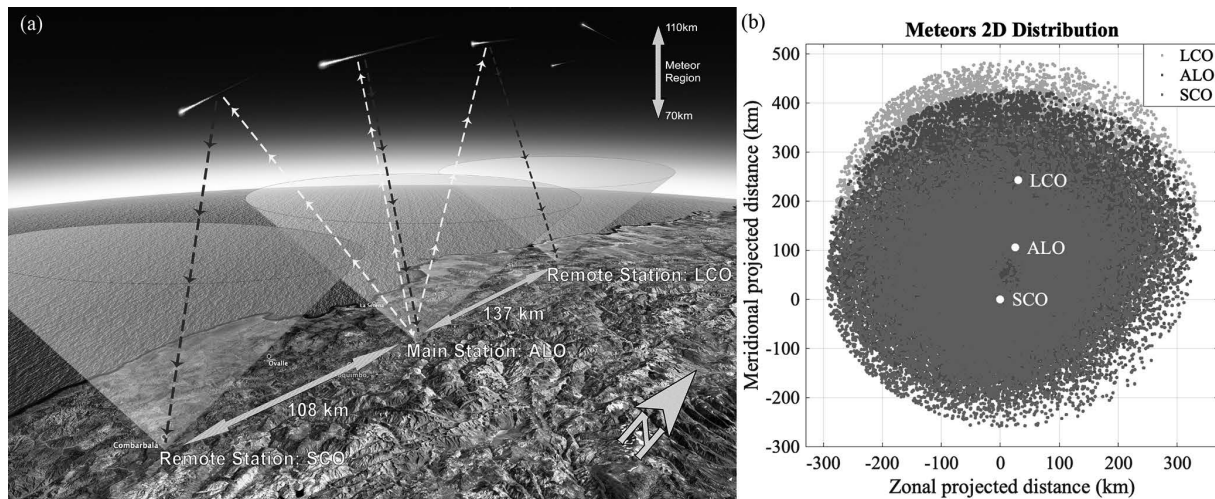 (a)
110km
Meteor
Region
70km
Remote Station: LCO
137 km
Main Station: ALO
Ovalle
108 km
Combarbala
Remote Station: SCO
N
(b)
Meteors 2D Distribution
LCO
ALO
SCO
500
400
300
200
100
0
-100
-200
-300
Meridional projected distance (km)
LCO
ALO
SCO
-300
-200
-100
0
100
200
300
Zonal projected distance (km)